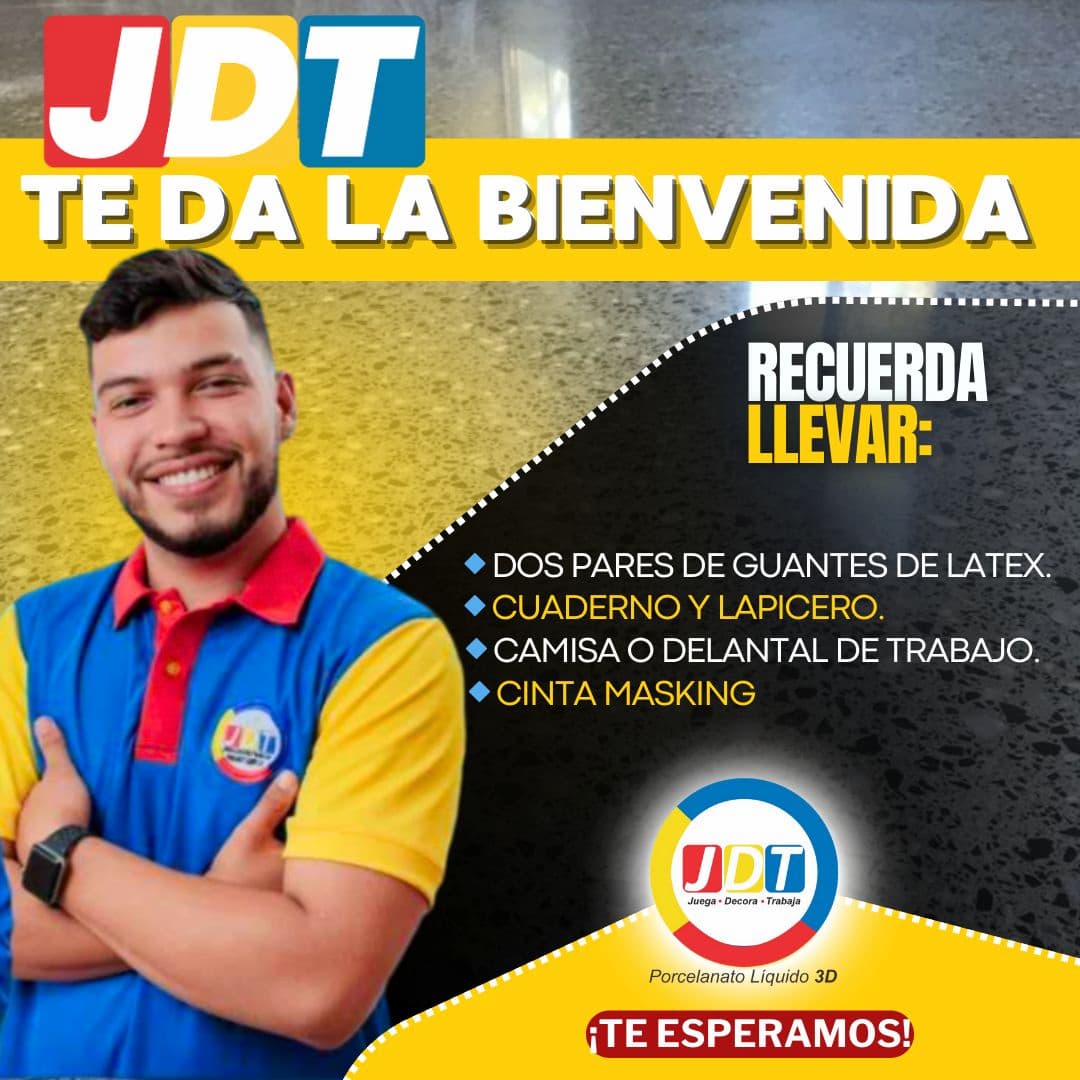 JDT
TE DA LA BIENVENIDA
RECUERDA
LLEVAR:
DOS PARES DE GUANTES DE LATEX.
CUADERNO Y LAPICERO.
CAMISA O DELANTAL DE TRABAJO.
CINTA MASKING
JDT
JDT
Juega • Decora • Trabaja
Porcelanato Líquido 3D
¡TE ESPERAMOS!